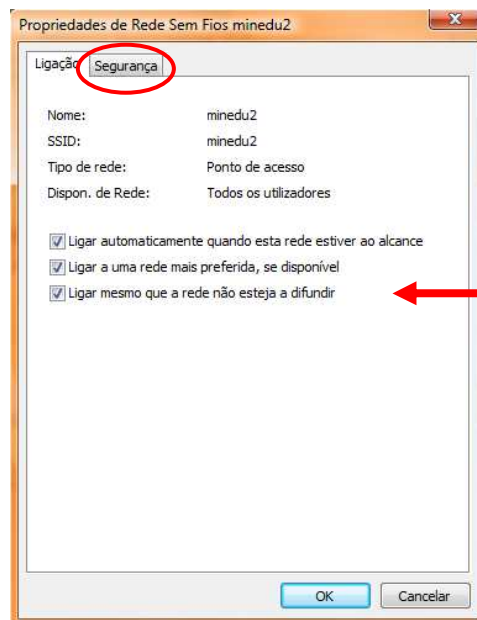 Propriedades de Rede Sem Fios minedu2
Ligação Segurança
Nome: minedu2
SSID: minedu2
Tipo de rede: Ponto de acesso
Dispon. de Rede: Todos os utilizadores
Ligar automaticamente quando esta rede estiver ao alcance
Ligar a uma rede mais preferida, se disponível
Ligar mesmo que a rede não esteja a difundir
OK Cancelar